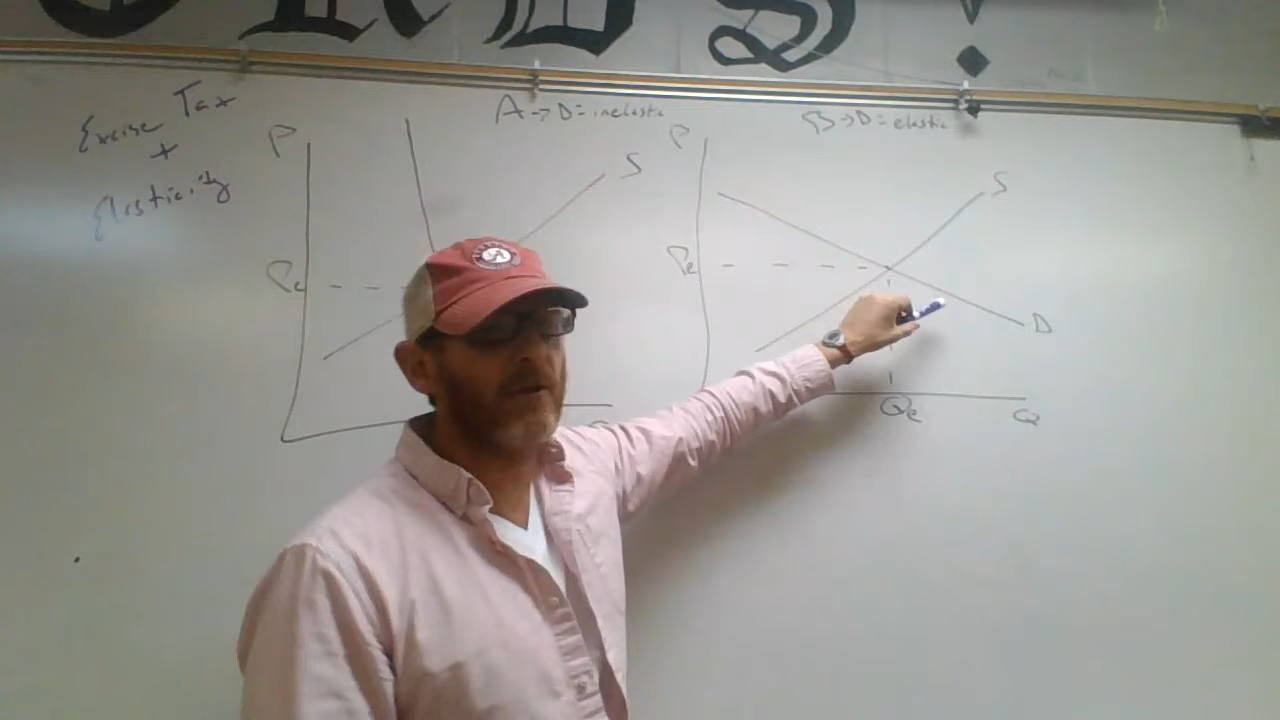 Excise Tax
+
Elasticity
A → D = inelastic
P
S
Pe
B → D = elastic
P
S
Pe
D
Qe
Q
A